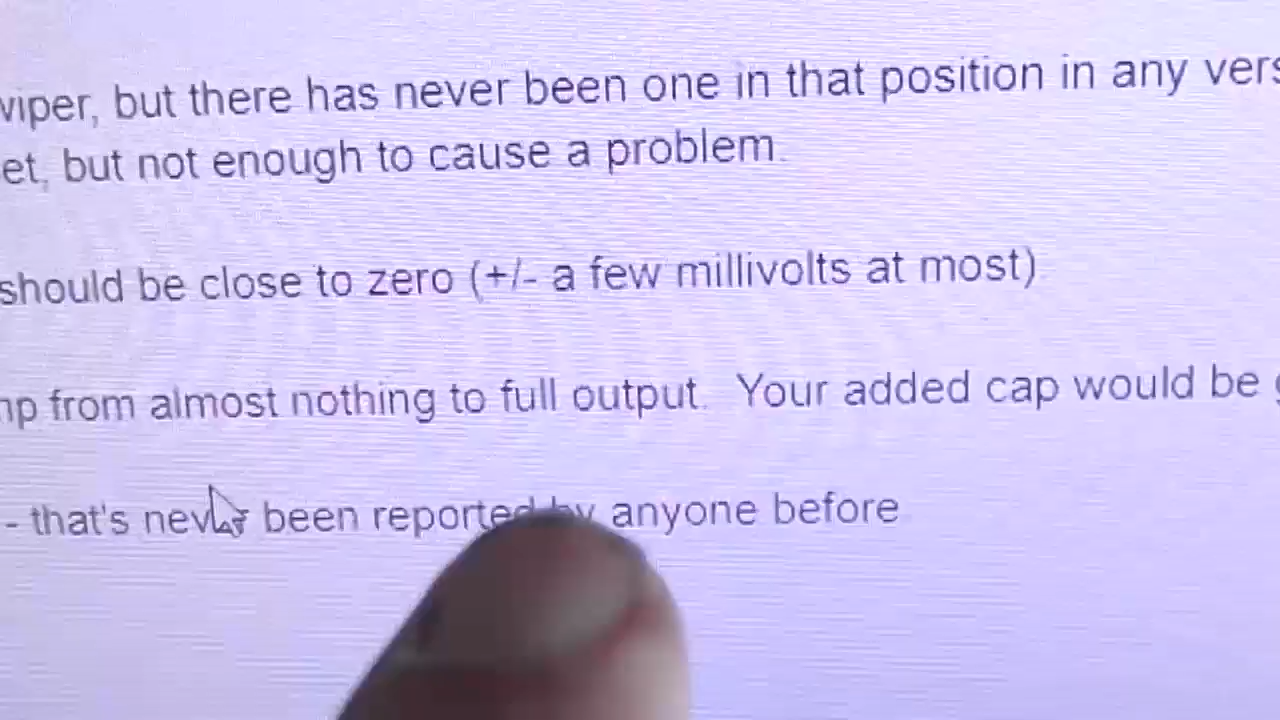 viper, but there has never been one in that position in any vers
et, but not enough to cause a problem.
should be close to zero (+/- a few millivolts at most)
np from almost nothing to full output. Your added cap would be
- that's never been reported by anyone before